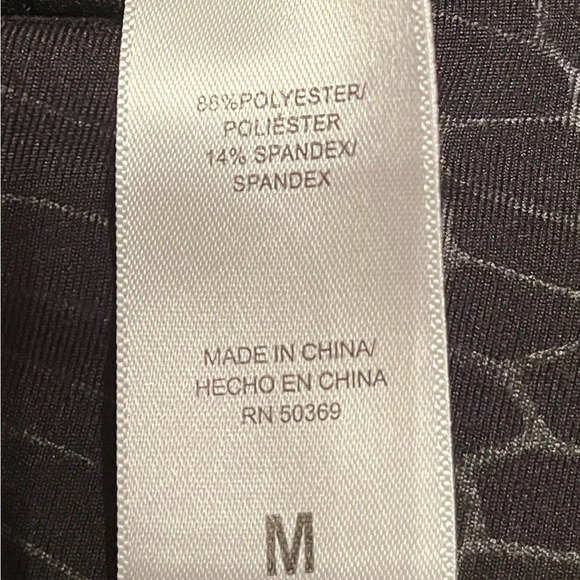 86%POLYESTER/
POLIÉSTER
14% SPANDEX/
SPANDEX
MADE IN CHINA/
HECHO EN CHINA
RN 50369
M